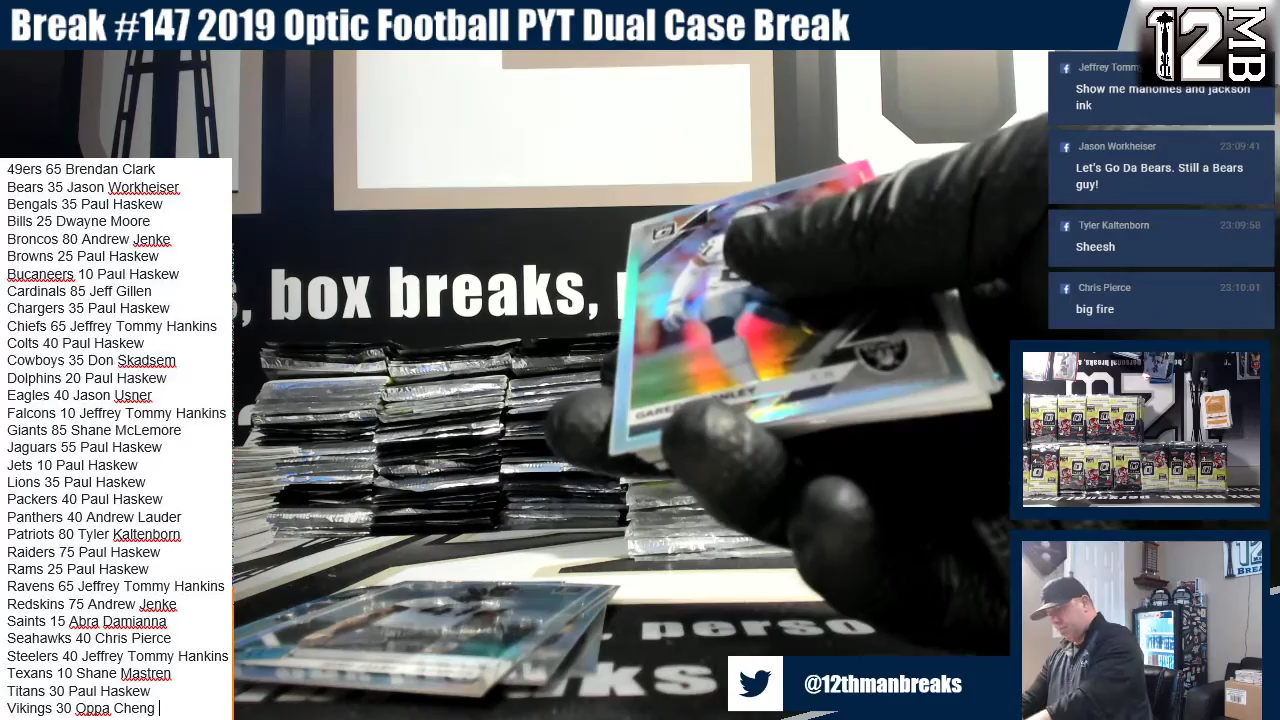 Break #147 2019 Optic Football PYT Dual Case Break
12
MB
49ers 65 Brendan Clark
Bears 35 Jason Workheiser
Bengals 35 Paul Haskew
Bills 25 Dwayne Moore
Broncos 80 Andrew Jenke
Browns 25 Paul Haskew
Bucaneers 10 Paul Haskew
Cardinals 85 Jeff Gillen
Chargers 35 Paul Haskew
Chiefs 65 Jeffrey Tommy Hankins
Colts 40 Paul Haskew
Cowboys 35 Don Skadsem
Dolphins 20 Paul Haskew
Eagles 40 Jason Usner
Falcons 10 Jeffrey Tommy Hankins
Giants 85 Shane McLemore
Jaguars 55 Paul Haskew
Jets 10 Paul Haskew
Lions 35 Paul Haskew
Packers 40 Paul Haskew
Panthers 40 Andrew Lauder
Patriots 80 Tyler Kaltenborn
Raiders 75 Paul Haskew
Rams 25 Paul Haskew
Ravens 65 Jeffrey Tommy Hankins
Redskins 75 Andrew Jenke
Saints 15 Abra Damianna
Seahawks 40 Chris Pierce
Steelers 40 Jeffrey Tommy Hankins
Texans 10 Shane Mastren
Titans 30 Paul Haskew
Vikings 30 Oppa Cheng
, box breaks,
Jeffrey Tommy
Show me mahomes and jackson
ink
Jason Workheiser 23:09:41
Let's Go Da Bears. Still a Bears
guy!
Tyler Kaltenborn 23:09:58
Sheesh
Chris Pierce 23:10:01
big fire
@12thmanbreaks